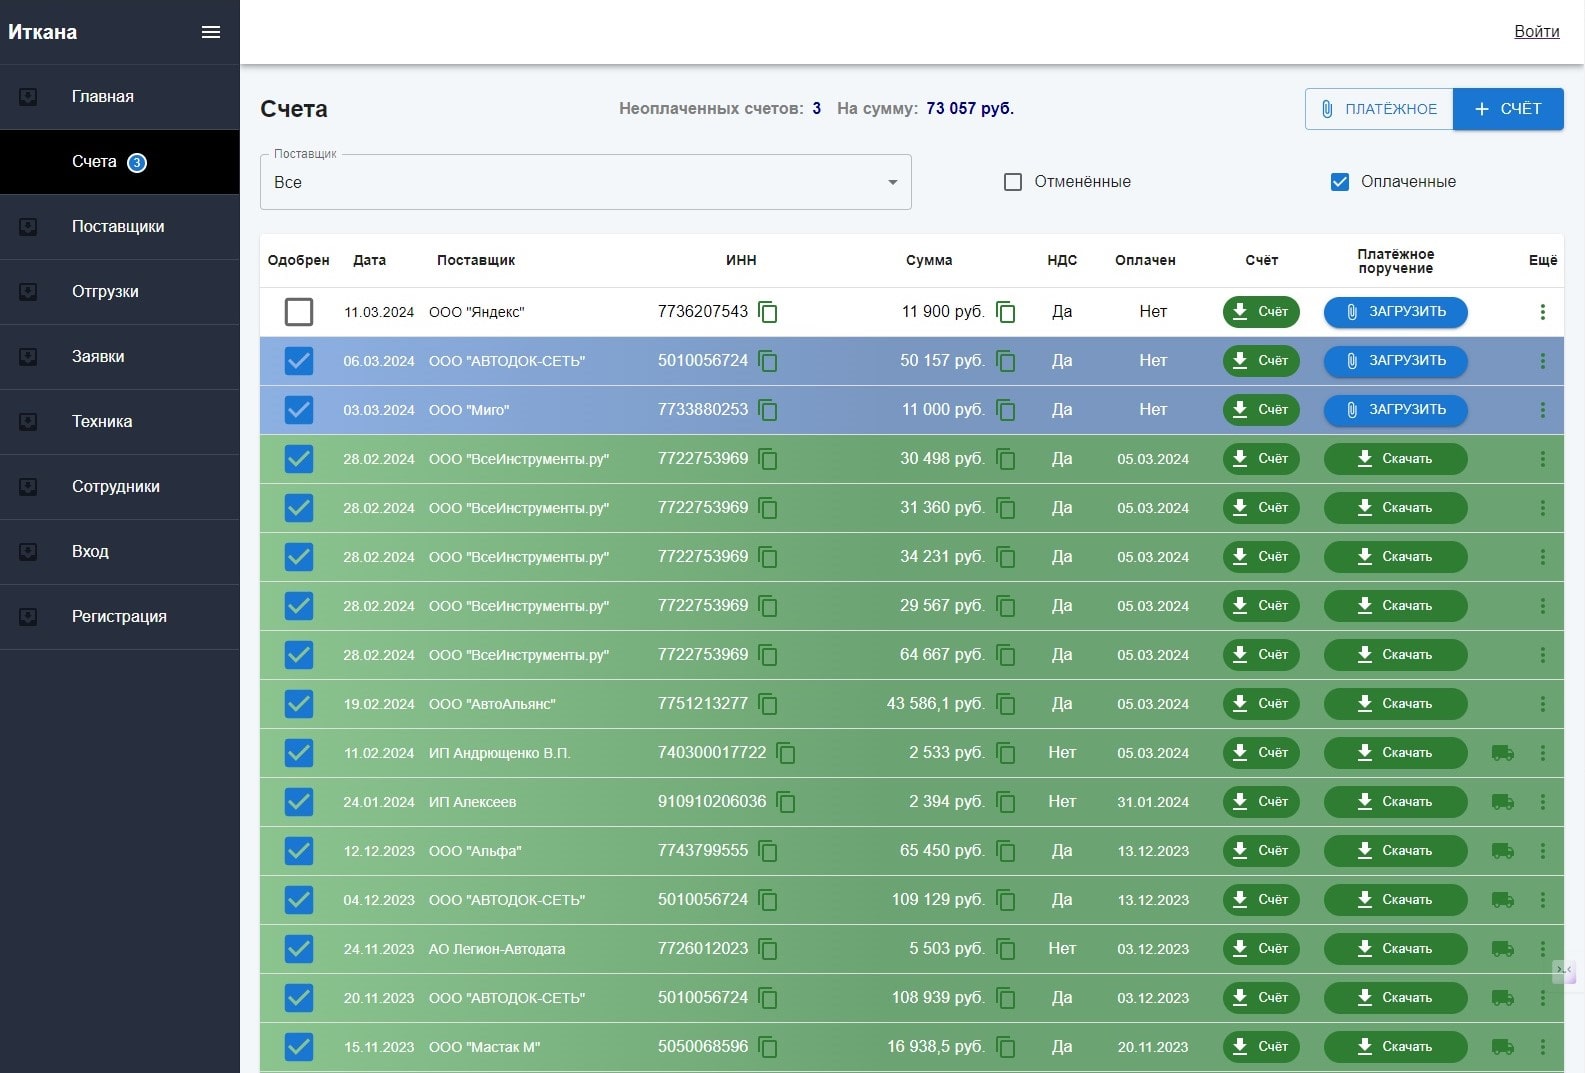 Иткана
Войти
Главная
Счета 3
Поставщики
Отгрузки
Заявки
Техника
Сотрудники
Вход
Регистрация
Счета
Неоплаченных счетов: 3 На сумму: 73 057 руб.
ПЛАТЁЖНОЕ
+ СЧЁТ
Поставщик
Все
Отменённые
Оплаченные
Одобрен Дата Поставщик ИНН Сумма НДС Оплачен Счёт Платёжное поручение Ещё
11.03.2024 ООО "Яндекс" 7736207543 11 900 руб. Да Нет Счёт ЗАГРУЗИТЬ
06.03.2024 ООО "АВТОДОК-СЕТЬ" 5010056724 50 157 руб. Да Нет Счёт ЗАГРУЗИТЬ
03.03.2024 ООО "Миго" 7733880253 11 000 руб. Да Нет Счёт ЗАГРУЗИТЬ
28.02.2024 ООО "ВсеИнструменты.ру" 7722753969 30 498 руб. Да 05.03.2024 Счёт Скачать
28.02.2024 ООО "ВсеИнструменты.ру" 7722753969 31 360 руб. Да 05.03.2024 Счёт Скачать
28.02.2024 ООО "ВсеИнструменты.ру" 7722753969 34 231 руб. Да 05.03.2024 Счёт Скачать
28.02.2024 ООО "ВсеИнструменты.ру" 7722753969 29 567 руб. Да 05.03.2024 Счёт Скачать
28.02.2024 ООО "ВсеИнструменты.ру" 7722753969 64 667 руб. Да 05.03.2024 Счёт Скачать
19.02.2024 ООО "АвтоАльянс" 7751213277 43 586,1 руб. Да 05.03.2024 Счёт Скачать
11.02.2024 ИП Андрющенко В.П. 740300017722 2 533 руб. Нет 05.03.2024 Счёт Скачать
24.01.2024 ИП Алексеев 910910206036 2 394 руб. Нет 31.01.2024 Счёт Скачать
12.12.2023 ООО "Альфа" 7743799555 65 450 руб. Да 13.12.2023 Счёт Скачать
04.12.2023 ООО "АВТОДОК-СЕТЬ" 5010056724 109 129 руб. Да 13.12.2023 Счёт Скачать
24.11.2023 АО Легион-Автодата 7726012023 5 503 руб. Нет 03.12.2023 Счёт Скачать
20.11.2023 ООО "АВТОДОК-СЕТЬ" 5010056724 108 939 руб. Да 03.12.2023 Счёт Скачать
15.11.2023 ООО "Мастак М" 5050068596 16 938,5 руб. Да 20.11.2023 Счёт Скачать